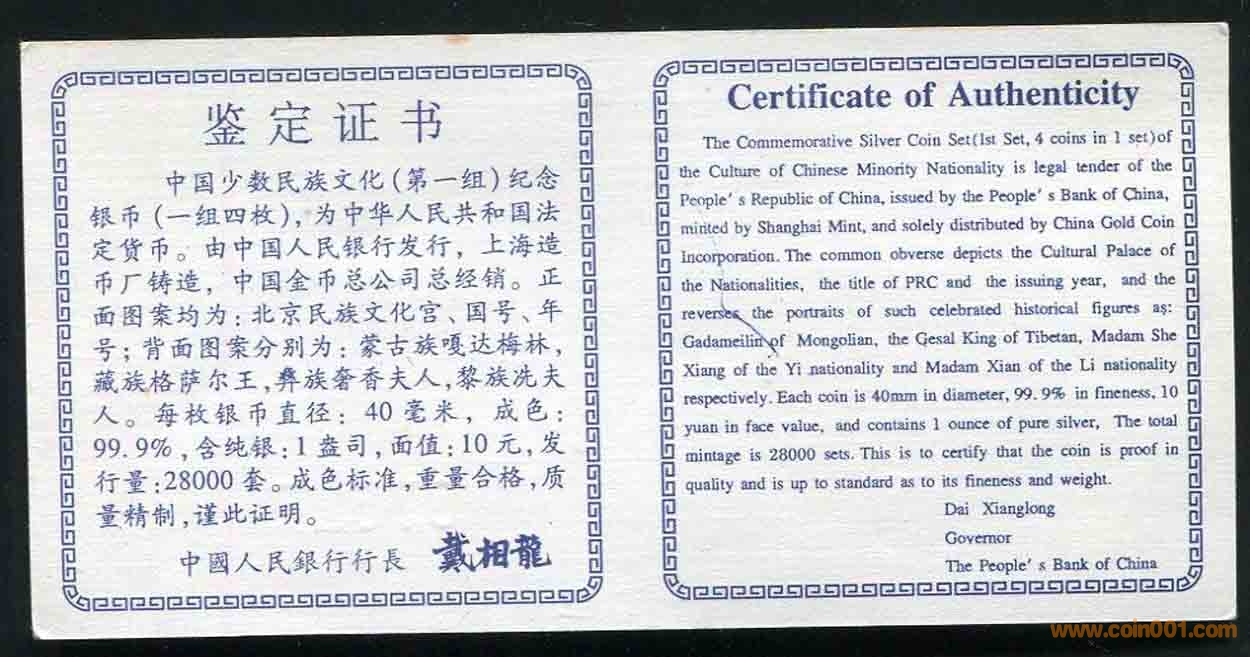 鉴定证书
中国少数民族文化(第一组)纪念
银币(一组四枚),为中华人民共和国法
定货币。由中国人民银行发行,上海造
币厂铸造,中国金币总公司总经销。正
面图案均为:北京民族文化宫、国号、年
号;背面图案分别为:蒙古族嘎达梅林,
藏族格萨尔王,彝族奢香夫人,黎族冼夫
人。每枚银币直径:40毫米,成色:
99.9%,含纯银:1盎司,面值:10元,发
行量:28000套。成色标准,重量合格,质
量精制,谨此证明。
中國人民銀行行長 戴相龍
Certificate of Authenticity
The Commemorative Silver Coin Set(1st Set, 4 coins in 1 set)of
the Culture of Chinese Minority Nationality is legal tender of the
People's Republic of China, issued by the People's Bank of China,
minted by Shanghai Mint, and solely distributed by China Gold Coin
Incorporation. The common obverse depicts the Cultural Palace of
the Nationalities, the title of PRC and the issuing year, and the
reverses the portraits of such celebrated historical figures as:
Gadameilin of Mongolian, the Gesal King of Tibetan, Madam She
Xiang of the Yi nationality and Madam Xian of the Li nationality
respectively. Each coin is 40mm in diameter, 99.9% in fineness, 10
yuan in face value, and contains 1 ounce of pure silver, The total
mintage is 28000 sets. This is to certify that the coin is proof in
quality and is up to standard as to its fineness and weight.
Dai Xianglong
Governor
The People's Bank of China
www.coin001.com